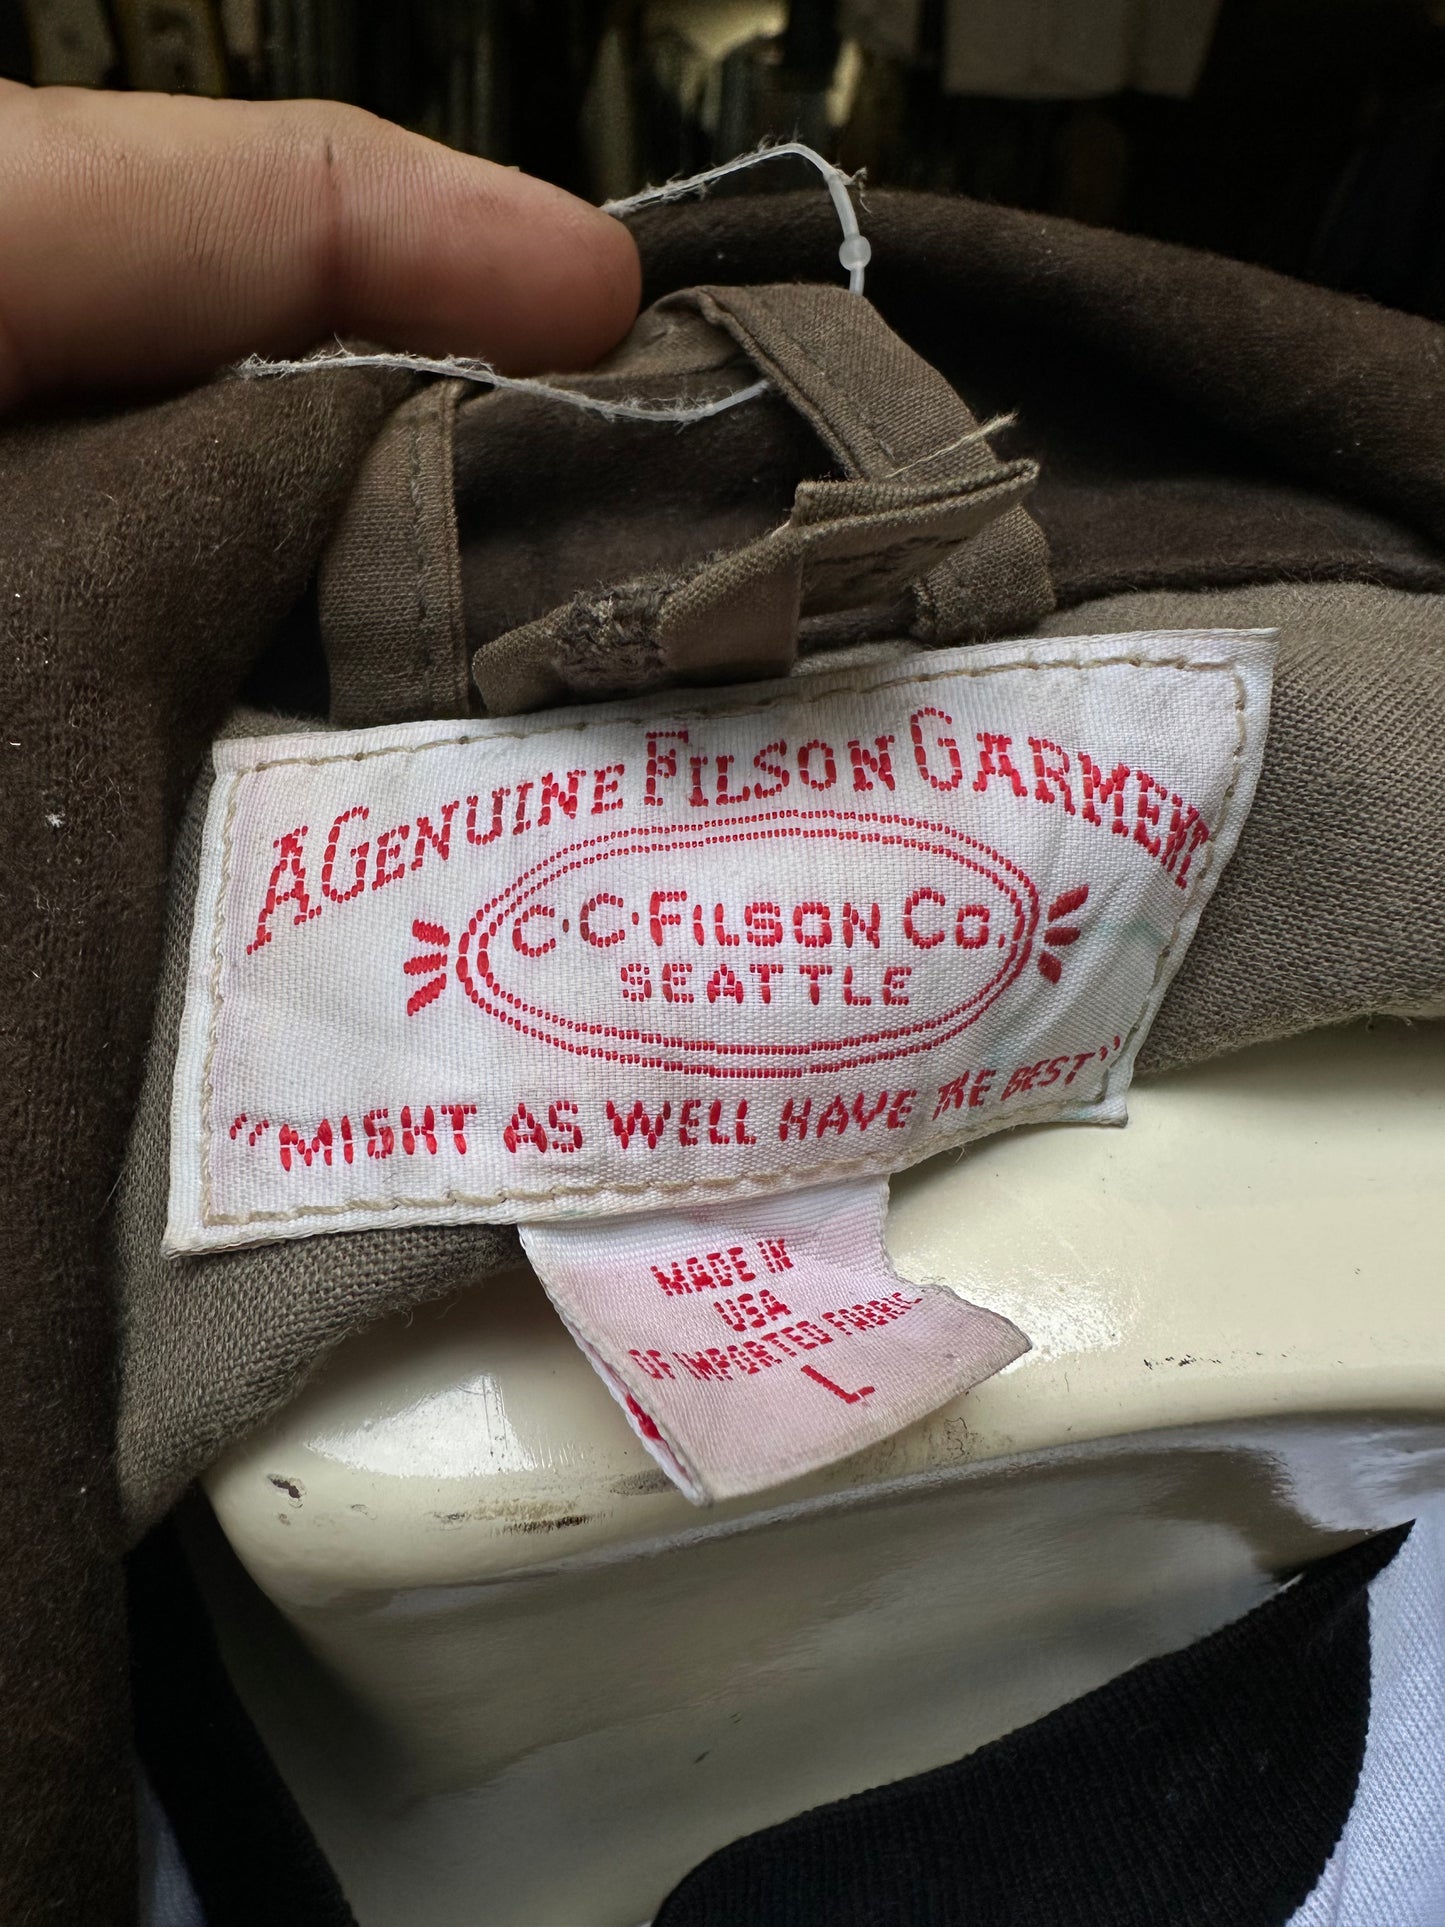 A GENUINE FILSON GARMENT
C·C·FILSON CO.
SEATTLE
"MIGHT AS WELL HAVE THE BEST"
MADE IN
USA
OF IMPORTED FABRIC
L